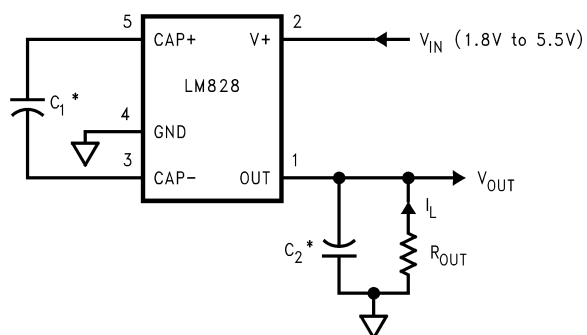 5
2
CAP+
V+
V_IN (1.8V to 5.5V)
LM828
C_1 *
4
GND
3
1
CAP−
OUT
V_OUT
I_L
C_2 *
R_OUT